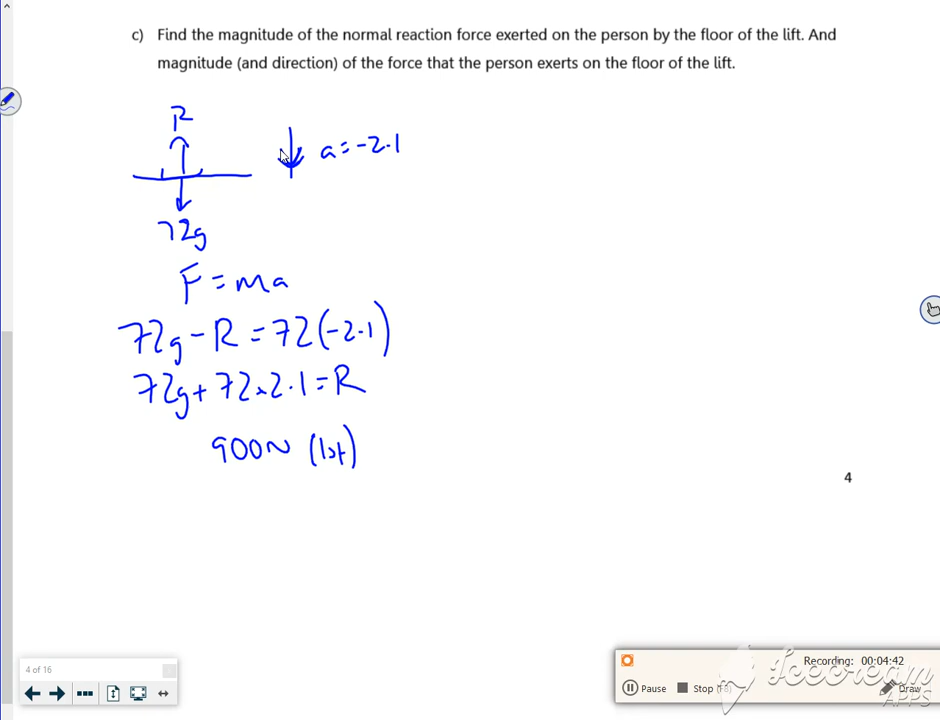 c) Find the magnitude of the normal reaction force exerted on the person by the floor of the lift. And
magnitude (and direction) of the force that the person exerts on the floor of the lift.
R
a = -2.1
72g
F = ma
72g - R = 72(-2.1)
72g + 72 × 2.1 = R
900N (1sf)
4
4 of 16
Recording: 00:04:42
Pause
Stop (F8)
Draw
Icecream
APPS